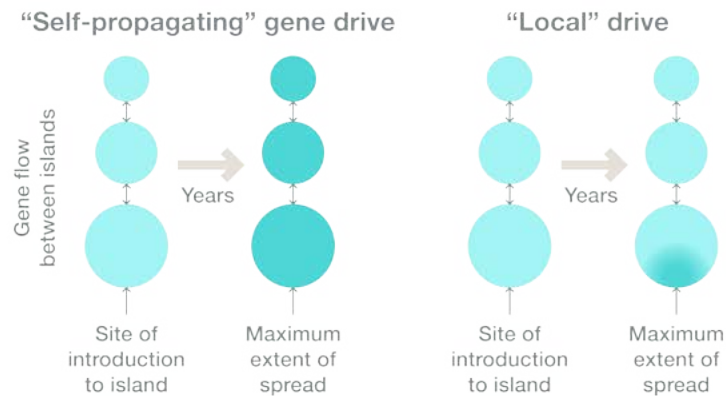 “Self-propagating” gene drive
“Local” drive
Gene flow
between islands
Years
Years
Site of
introduction
to island
Maximum
extent of
spread
Site of
introduction
to island
Maximum
extent of
spread